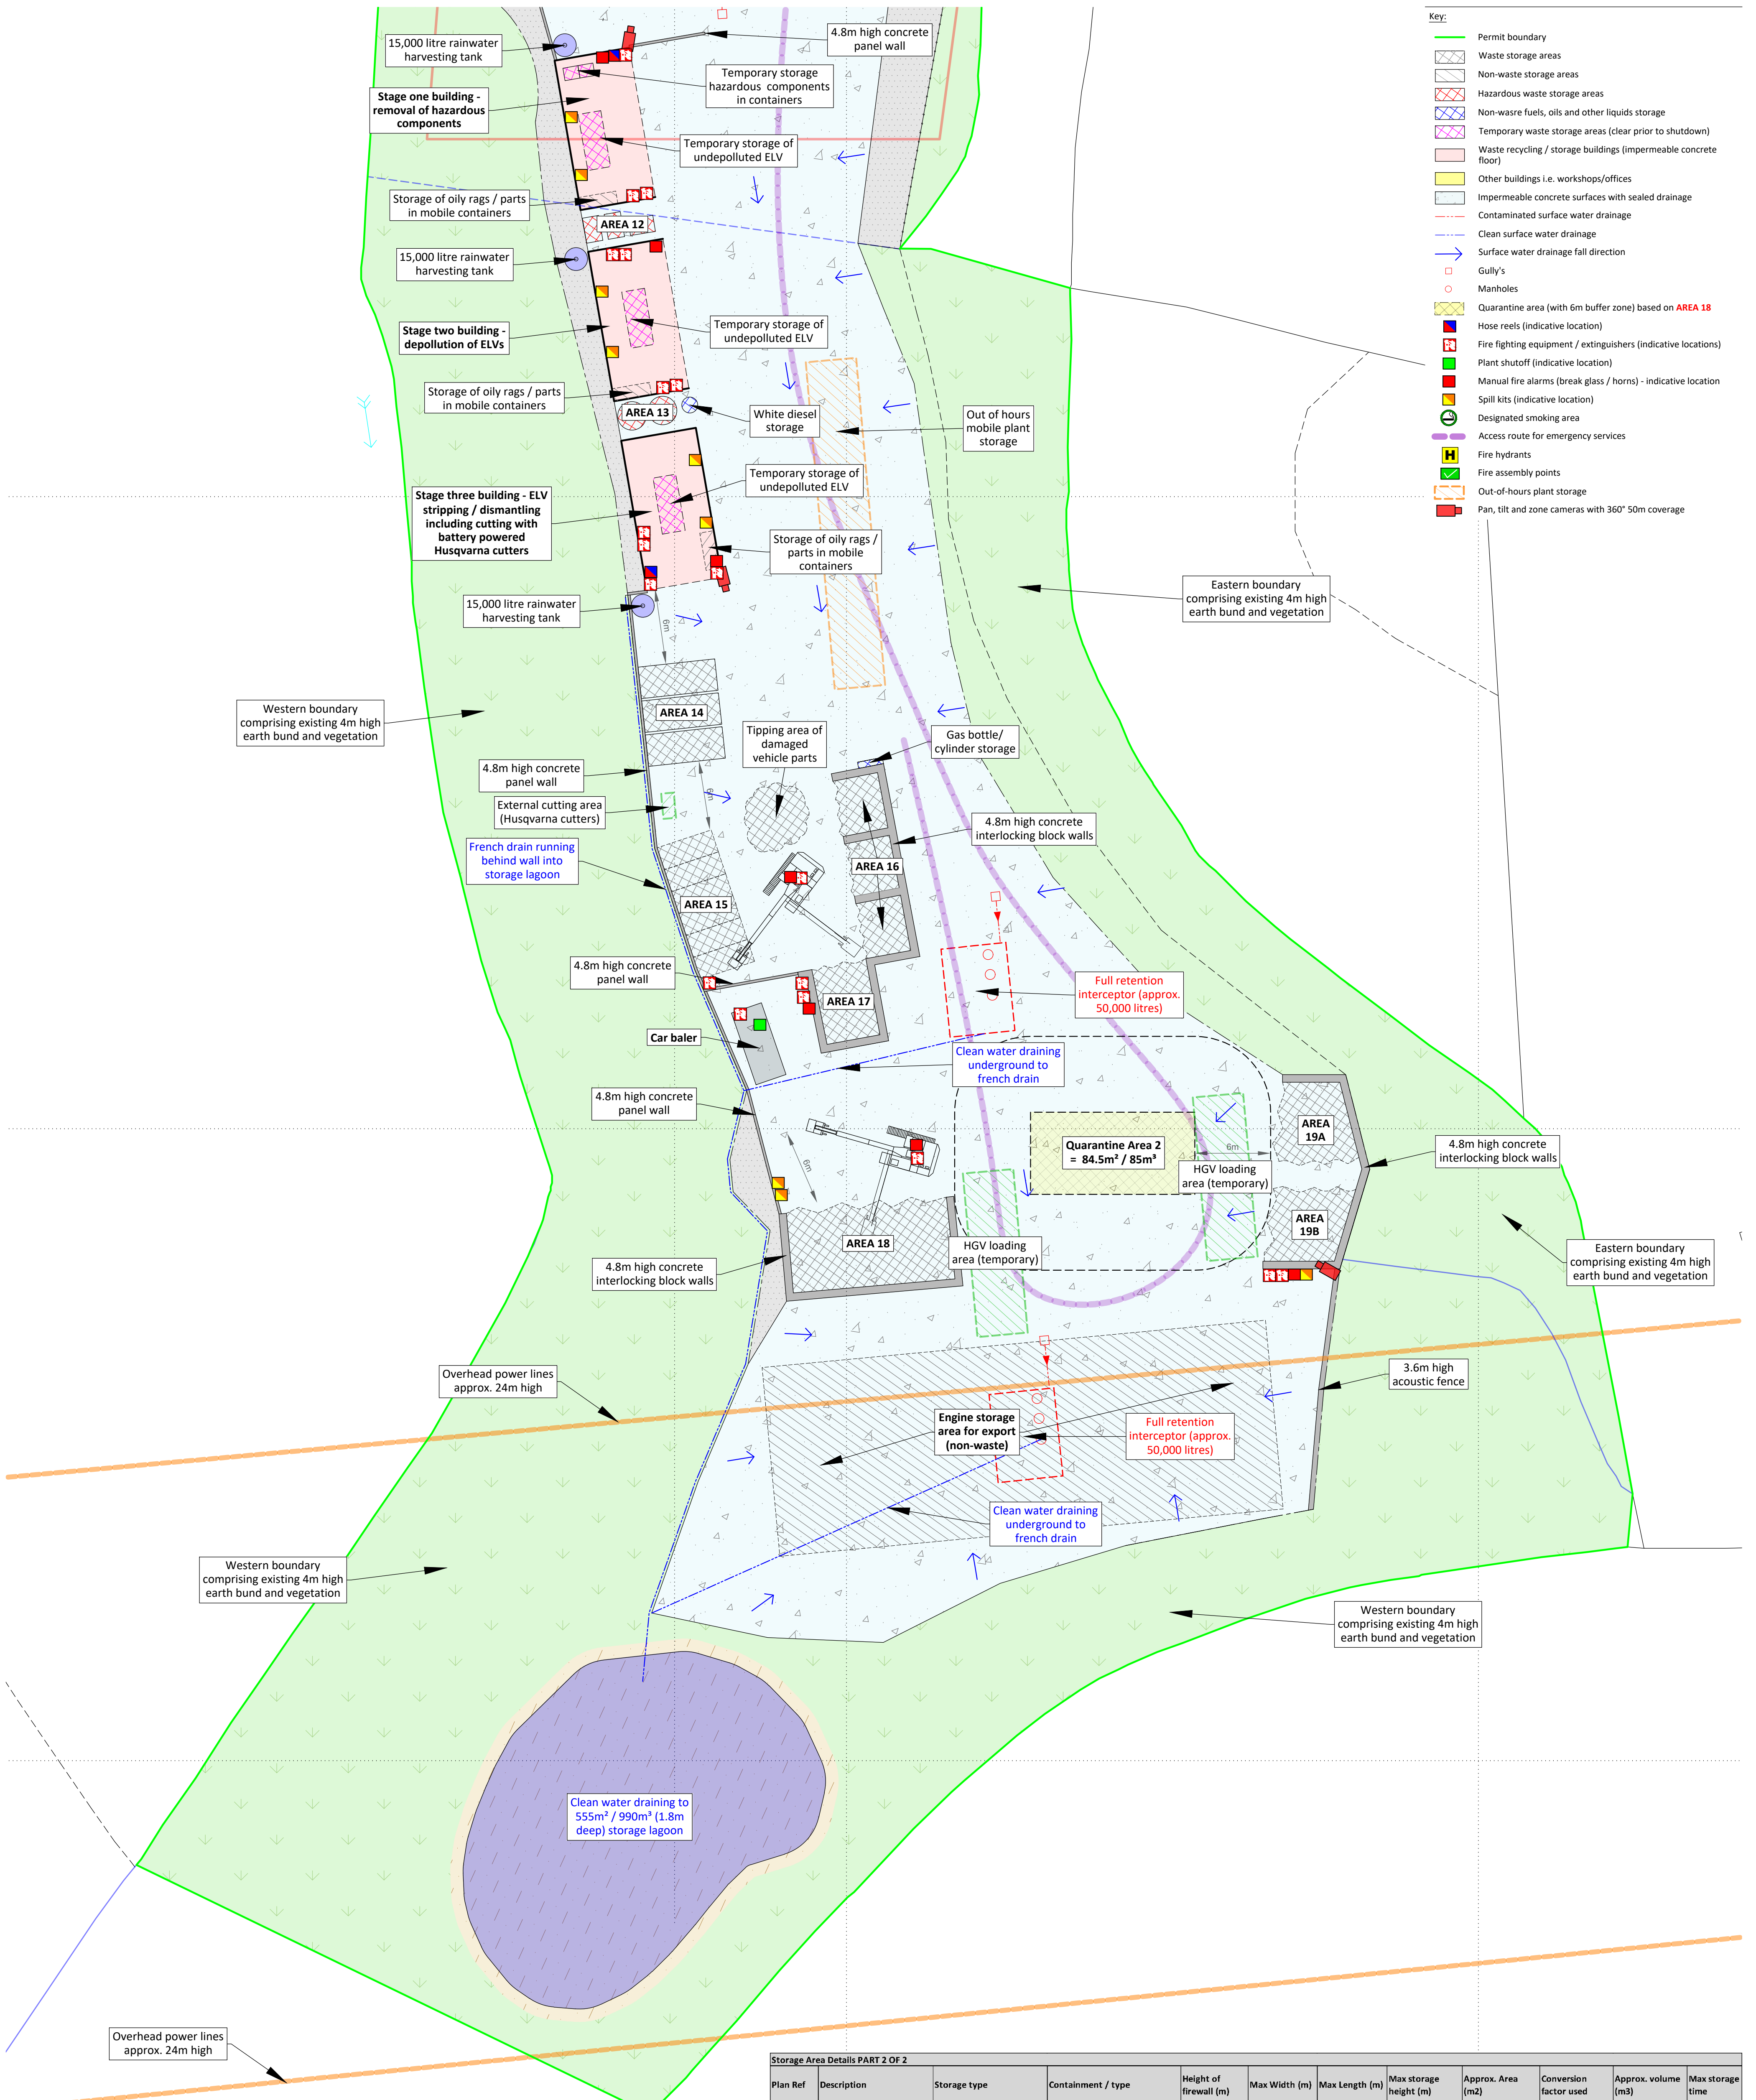 Key:
Permit boundary
Waste storage areas
Non-waste storage areas
Hazardous waste storage areas
Non-wasre fuels, oils and other liquids storage
Temporary waste storage areas (clear prior to shutdown)
Waste recycling / storage buildings (impermeable concrete
floor)
Other buildings i.e. workshops/offices
Impermeable concrete surfaces with sealed drainage
Contaminated surface water drainage
Clean surface water drainage
Surface water drainage fall direction
Gully's
Manholes
Quarantine area (with 6m buffer zone) based on AREA 18
Hose reels (indicative location)
Fire fighting equipment / extinguishers (indicative locations)
Plant shutoff (indicative location)
Manual fire alarms (break glass / horns) - indicative location
Spill kits (indicative location)
Designated smoking area
Access route for emergency services
H
Fire hydrants
Fire assembly points
Out-of-hours plant storage
Pan, tilt and zone cameras with 360° 50m coverage
15,000 litre rainwater
harvesting tank
4.8m high concrete
panel wall
Temporary storage
hazardous components
in containers
Stage one building -
removal of hazardous
components
Temporary storage of
undepolluted ELV
Storage of oily rags / parts
in mobile containers
AREA 12
15,000 litre rainwater
harvesting tank
Stage two building -
depollution of ELVs
Temporary storage of
undepolluted ELV
Storage of oily rags / parts
in mobile containers
AREA 13
White diesel
storage
Out of hours
mobile plant
storage
Temporary storage of
undepolluted ELV
Stage three building - ELV
stripping / dismantling
including cutting with
battery powered
Husqvarna cutters
Storage of oily rags /
parts in mobile
containers
15,000 litre rainwater
harvesting tank
6m
Eastern boundary
comprising existing 4m high
earth bund and vegetation
Western boundary
comprising existing 4m high
earth bund and vegetation
AREA 14
Tipping area of
damaged
vehicle parts
Gas bottle/
cylinder storage
4.8m high concrete
panel wall
6m
External cutting area
(Husqvarna cutters)
4.8m high concrete
interlocking block walls
French drain running
behind wall into
storage lagoon
AREA 16
AREA 15
4.8m high concrete
panel wall
AREA 17
Full retention
interceptor (approx.
50,000 litres)
Car baler
Clean water draining
underground to
french drain
4.8m high concrete
panel wall
6m
Quarantine Area 2
= 84.5m² / 85m³
6m
HGV loading
area (temporary)
AREA
19A
4.8m high concrete
interlocking block walls
AREA
19B
AREA 18
HGV loading
area (temporary)
4.8m high concrete
interlocking block walls
Eastern boundary
comprising existing 4m high
earth bund and vegetation
Overhead power lines
approx. 24m high
3.6m high
acoustic fence
Engine storage
area for export
(non-waste)
Full retention
interceptor (approx.
50,000 litres)
Clean water draining
underground to
french drain
Western boundary
comprising existing 4m high
earth bund and vegetation
Western boundary
comprising existing 4m high
earth bund and vegetation
Clean water draining to
555m² / 990m³ (1.8m
deep) storage lagoon
Overhead power lines
approx. 24m high
Storage Area Details PART 2 OF 2
Plan Ref Description Storage type Containment / type Height of firewall (m) Max Width (m) Max Length (m) Max storage height (m) Approx. Area (m2) Conversion factor used Approx. volume (m3) Max storage time